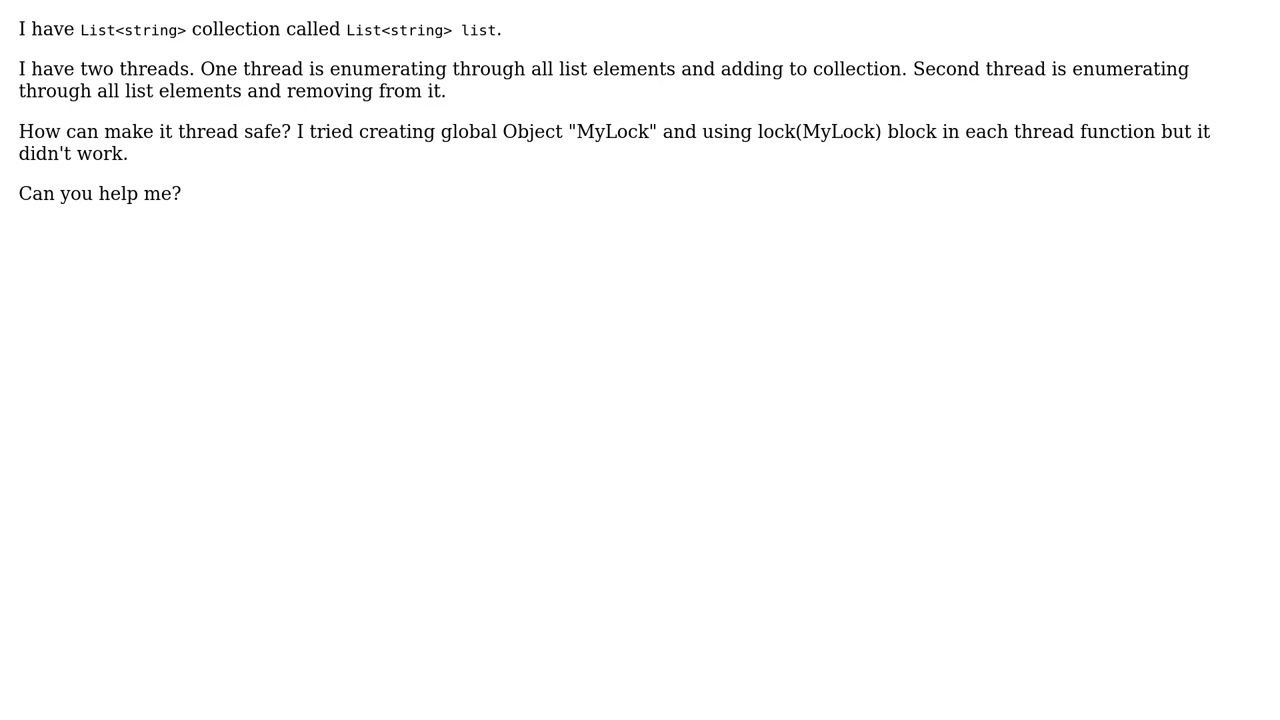 I have List<string> collection called List<string> list.
I have two threads. One thread is enumerating through all list elements and adding to collection. Second thread is enumerating
through all list elements and removing from it.
How can make it thread safe? I tried creating global Object "MyLock" and using lock(MyLock) block in each thread function but it
didn't work.
Can you help me?